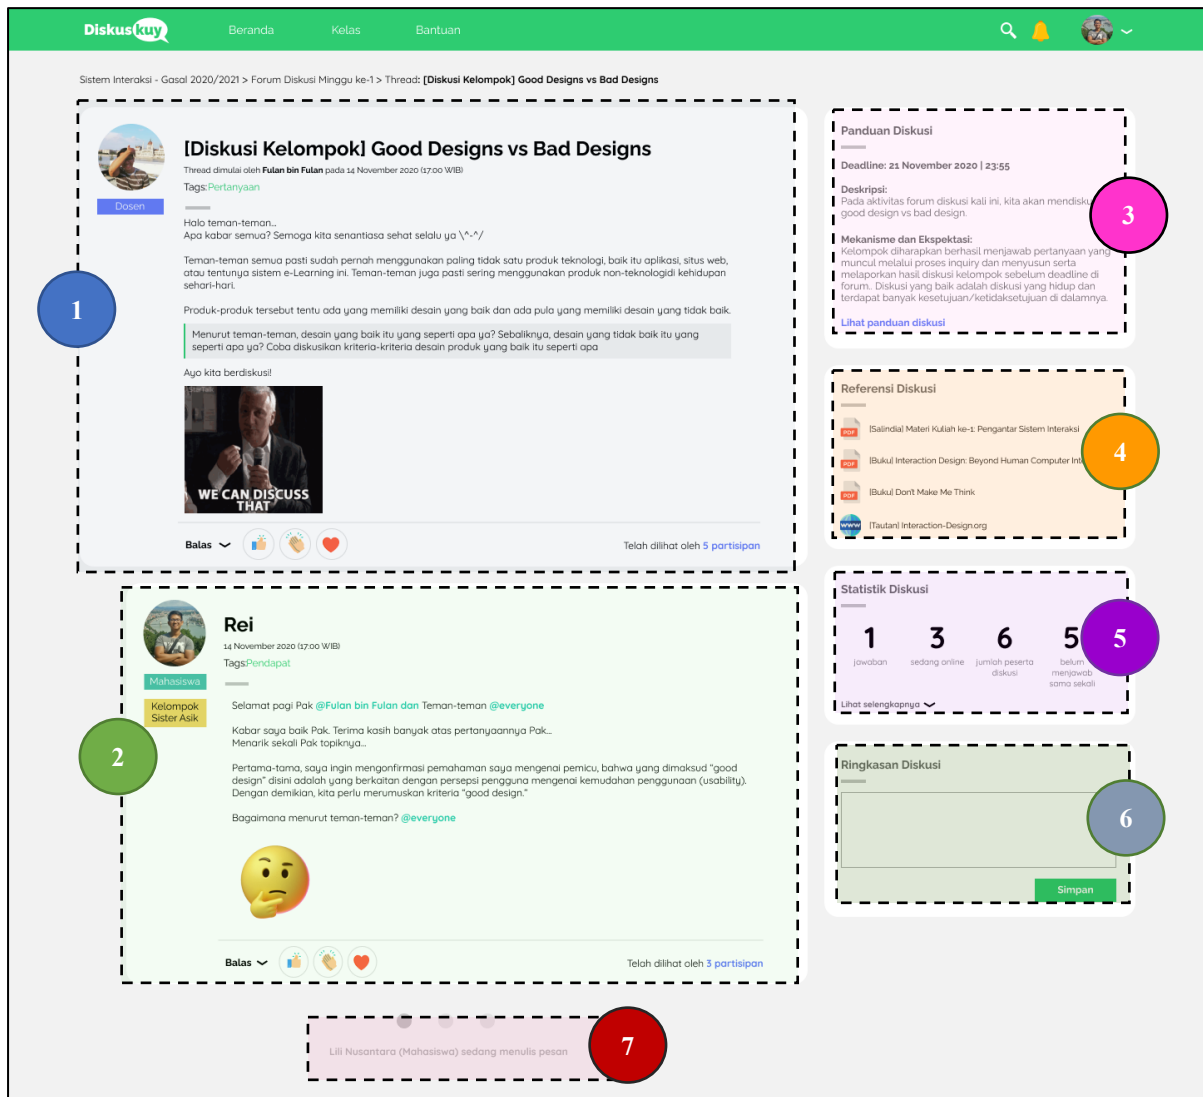 Diskuskuy
Beranda Kelas Bantuan
Sistem Interaksi - Gasal 2020/2021 > Forum Diskusi Minggu ke-1 > Thread: [Diskusi Kelompok] Good Designs vs Bad Designs
[Diskusi Kelompok] Good Designs vs Bad Designs
Thread dimulai oleh Fulan bin Fulan pada 14 November 2020 (17:00 WIB)
Tags:Pertanyaan
Dosen
Halo teman-teman...
Apa kabar semua? Semoga kita senantiasa sehat selalu ya \^-^/
Teman-teman semua pasti sudah pernah menggunakan paling tidak satu produk teknologi, baik itu aplikasi, situs web,
atau tentunya sistem e-Learning ini. Teman-teman juga pasti sering menggunakan produk non-teknologidi kehidupan
sehari-hari.
Produk-produk tersebut tentu ada yang memiliki desain yang baik dan ada pula yang memiliki desain yang tidak baik.
Menurut teman-teman, desain yang baik itu yang seperti apa ya? Sebaliknya, desain yang tidak baik itu yang
seperti apa ya? Coba diskusikan kriteria-kriteria desain produk yang baik itu seperti apa
Ayo kita berdiskusi!
WE CAN DISCUSS
THAT
Balas
Telah dilihat oleh 5 partisipan
1
Rei
14 November 2020 (17:00 WIB)
Tags:Pendapat
Mahasiswa
Kelompok
Sister Asik
Selamat pagi Pak @Fulan bin Fulan dan Teman-teman @everyone
Kabar saya baik Pak. Terima kasih banyak atas pertanyaannya Pak...
Menarik sekali Pak topiknya...
Pertama-tama, saya ingin mengonfirmasi pemahaman saya mengenai pemicu, bahwa yang dimaksud "good
design" disini adalah yang berkaitan dengan persepsi pengguna mengenai kemudahan penggunaan (usability).
Dengan demikian, kita perlu merumuskan kriteria "good design."
Bagaimana menurut teman-teman? @everyone
Balas
Telah dilihat oleh 3 partisipan
2
Lili Nusantara (Mahasiswa) sedang menulis pesan
7
Panduan Diskusi
Deadline: 21 November 2020 | 23:55
Deskripsi:
Pada aktivitas forum diskusi kali ini, kita akan mendisku
good design vs bad design.
Mekanisme dan Ekspektasi:
Kelompok diharapkan berhasil menjawab pertanyaan yang
muncul melalui proses inquiry dan menyusun serta
melaporkan hasil diskusi kelompok sebelum deadline di
forum.. Diskusi yang baik adalah diskusi yang hidup dan
terdapat banyak kesetujuan/ketidaksetujuan di dalamnya.
Lihat panduan diskusi
3
Referensi Diskusi
PDF [Salindia] Materi Kuliah ke-1: Pengantar Sistem Interaksi
PDF [Buku] Interaction Design: Beyond Human Computer Inte
PDF [Buku] Don't Make Me Think
www [Tautan] Interaction-Design.org
4
Statistik Diskusi
1 3 6 5
jawaban sedang online jumlah peserta belum
diskusi menjawab
sama sekali
Lihat selengkapnya
5
Ringkasan Diskusi
Simpan
6